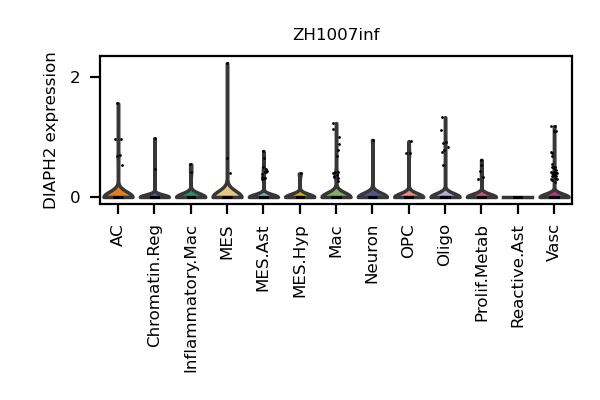 ZH1007inf
DIAPH2 expression
2
0
AC
Chromatin.Reg
Inflammatory.Mac
MES
MES.Ast
MES.Hyp
Mac
Neuron
OPC
Oligo
Prolif.Metab
Reactive.Ast
Vasc